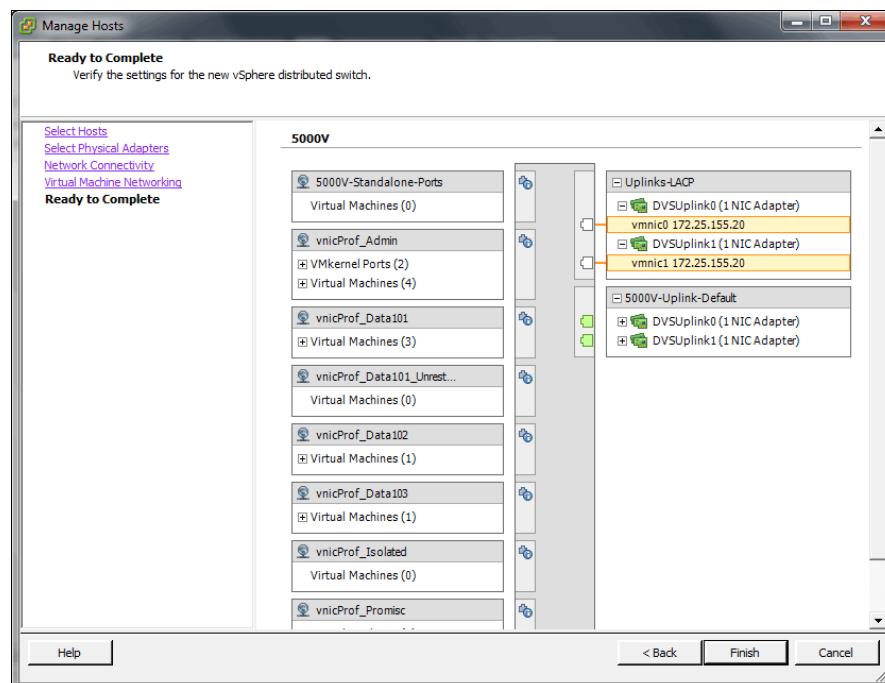 Manage Hosts
Ready to Complete
Verify the settings for the new vSphere distributed switch.
Select Hosts
Select Physical Adapters
Network Connectivity
Virtual Machine Networking
Ready to Complete
5000V
5000V-Standalone-Ports
Virtual Machines (0)
vnicProf_Admin
VMkernel Ports (2)
Virtual Machines (4)
vnicProf_Data101
Virtual Machines (3)
vnicProf_Data101_Unrest...
Virtual Machines (0)
vnicProf_Data102
Virtual Machines (1)
vnicProf_Data103
Virtual Machines (1)
vnicProf_Isolated
Virtual Machines (0)
vnicProf_Promisc
Uplinks-LACP
DVSUplink0 (1 NIC Adapter)
vmnic0 172.25.155.20
DVSUplink1 (1 NIC Adapter)
vmnic1 172.25.155.20
5000V-Uplink-Default
DVSUplink0 (1 NIC Adapter)
DVSUplink1 (1 NIC Adapter)
Help
< Back
Finish
Cancel